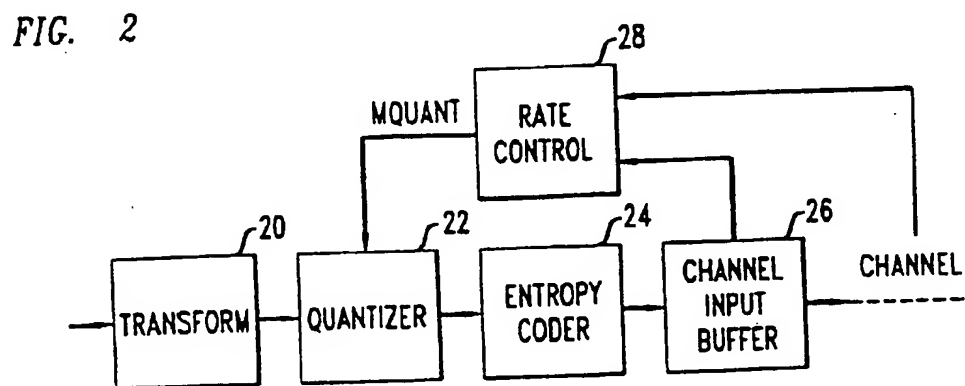 FIG. 2
28
MQUANT
RATE
CONTROL
20
22
24
26
TRANSFORM
QUANTIZER
ENTROPY
CODER
CHANNEL
INPUT
BUFFER
CHANNEL